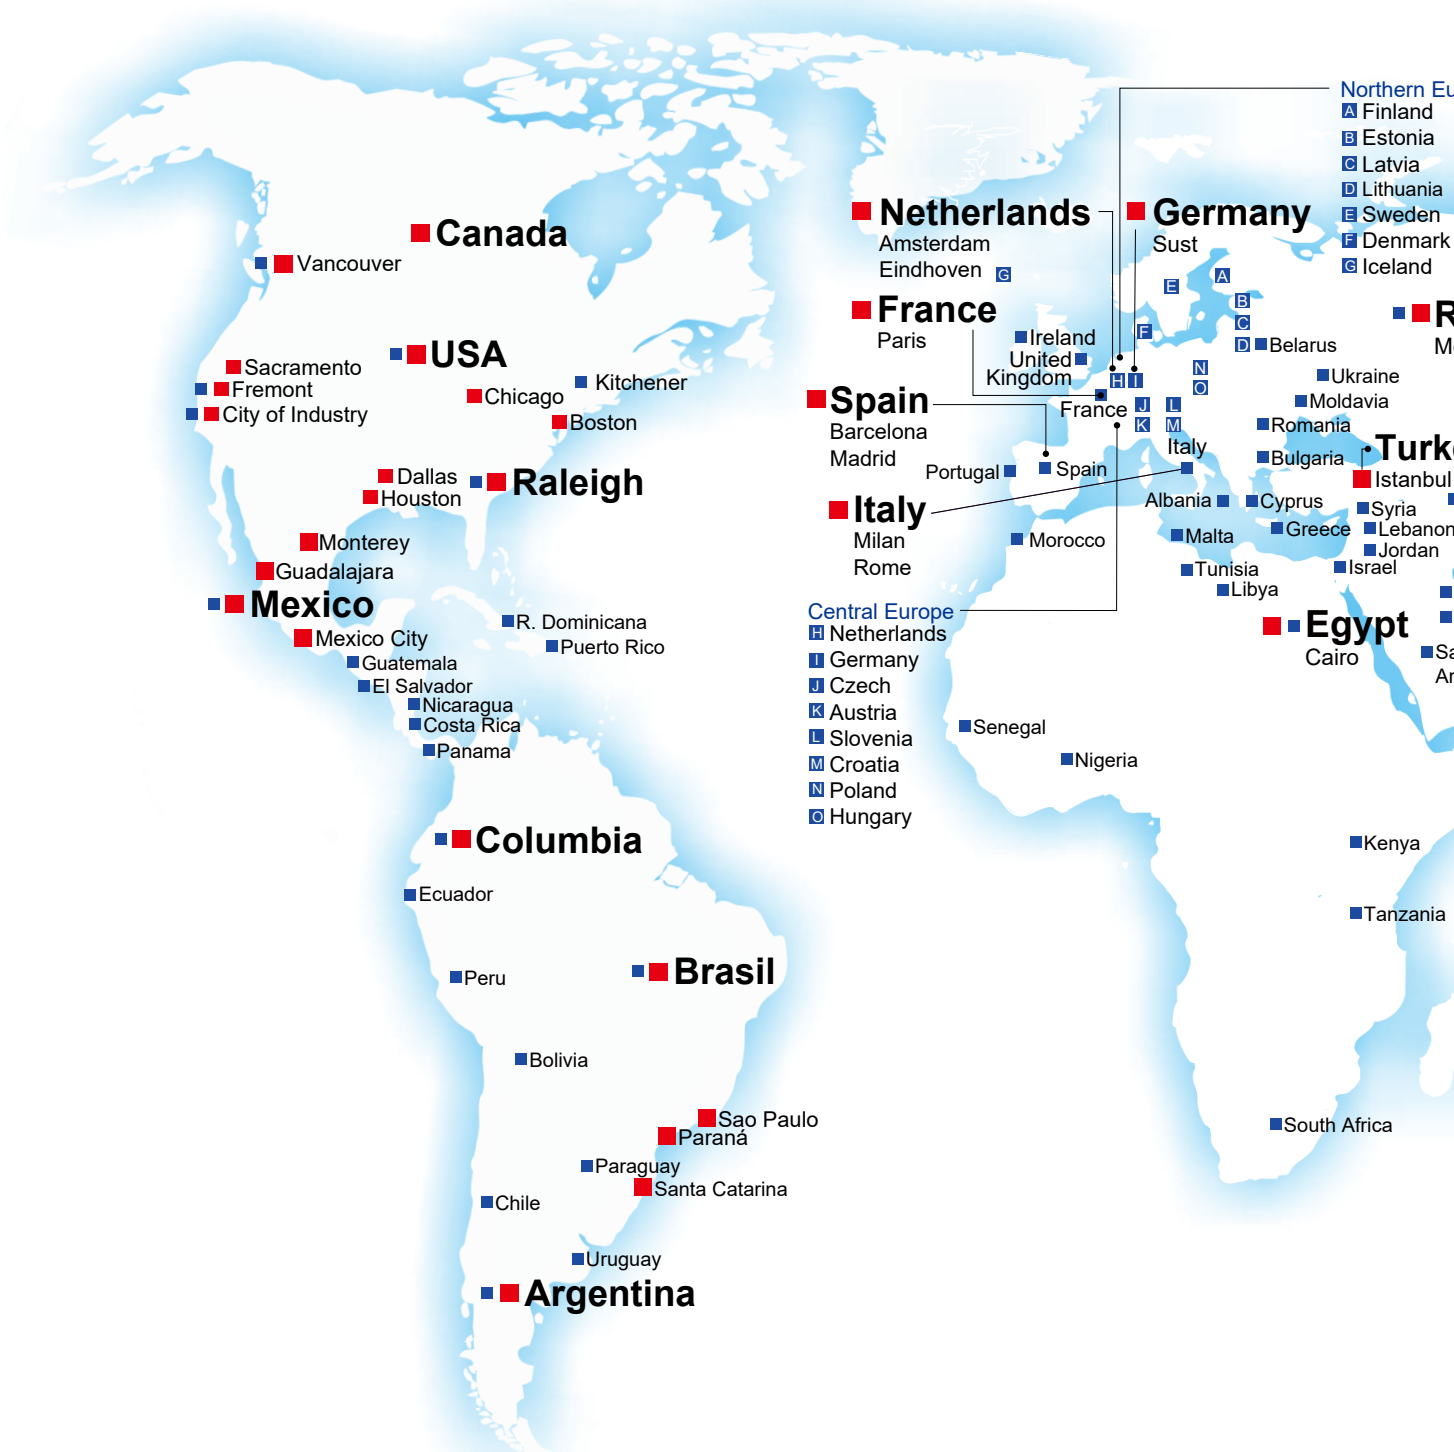 Canada
Vancouver
USA
Sacramento
Fremont
City of Industry
Chicago
Kitchener
Boston
Dallas
Houston
Raleigh
Monterey
Guadalajara
Mexico
Mexico City
Guatemala
El Salvador
Nicaragua
Costa Rica
Panama
R. Dominicana
Puerto Rico
Columbia
Ecuador
Peru
Brasil
Bolivia
Sao Paulo
Paraná
Paraguay
Santa Catarina
Chile
Uruguay
Argentina
Netherlands
Amsterdam
Eindhoven
G
Germany
Sust
France
Paris
Spain
Barcelona
Madrid
Italy
Milan
Rome
Central Europe
H Netherlands
I Germany
J Czech
K Austria
L Slovenia
M Croatia
N Poland
O Hungary
Northern Eu
A Finland
B Estonia
C Latvia
D Lithuania
E Sweden
F Denmark
G Iceland
E
A
B
C
D
F
Ireland
United
Kingdom
H
I
N
O
France
J
L
K
M
Italy
Portugal
Spain
Belarus
Ukraine
Moldavia
Romania
Bulgaria
Turk
Istanbul
Albania
Cyprus
Syria
Malta
Greece
Lebanon
Jordan
Morocco
Tunisia
Israel
Libya
Egypt
Cairo
Senegal
Nigeria
Kenya
Tanzania
South Africa